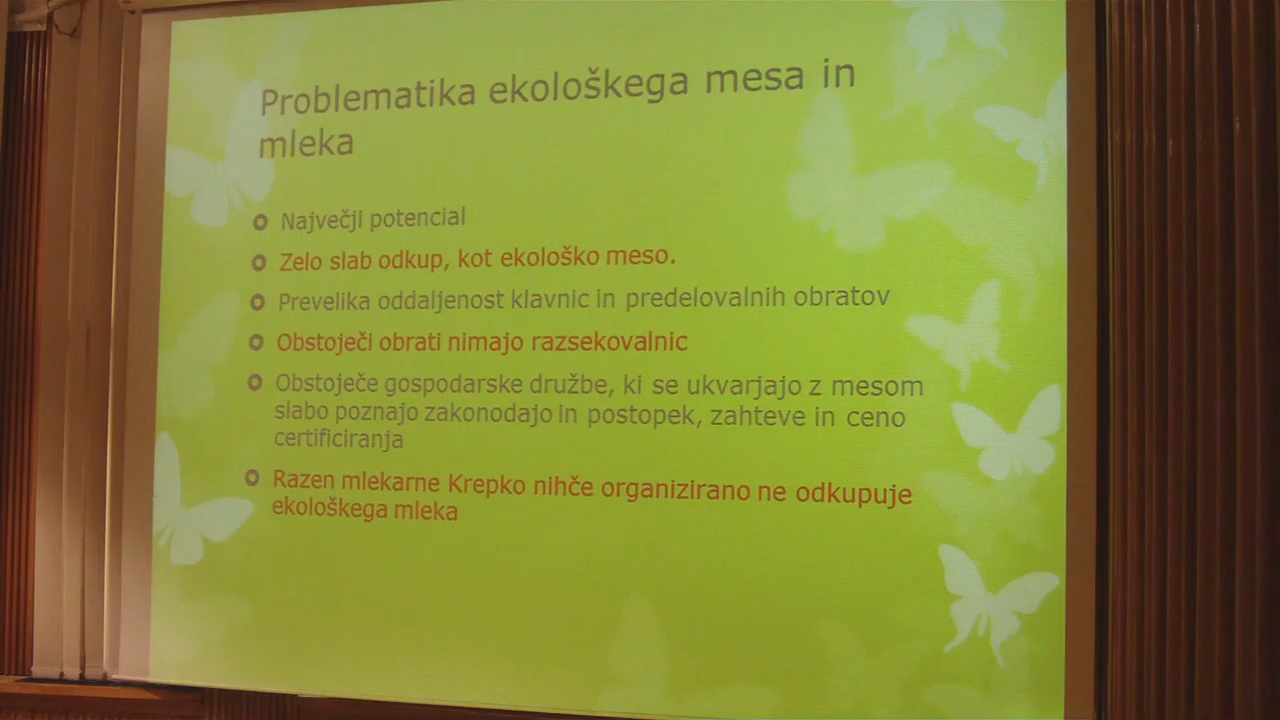 Problematika ekološkega mesa in
mleka
Največji potencial
Zelo slab odkup, kot ekološko meso.
Prevelika oddaljenost klavnic in predelovalnih obratov
Obstoječi obrati nimajo razsekovalnic
Obstoječe gospodarske družbe, ki se ukvarjajo z mesom
slabo poznajo zakonodajo in postopek, zahteve in ceno
certificiranja
Razen mlekarne Krepko nihče organizirano ne odkupuje
ekološkega mleka